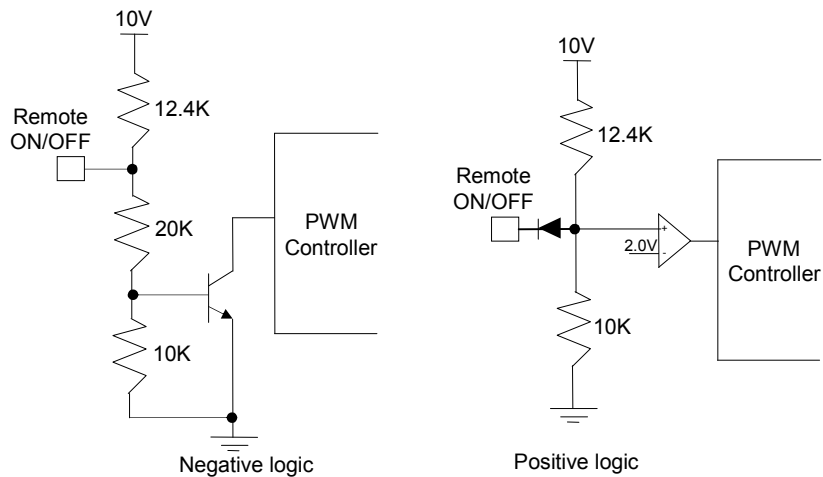 10V
12.4K
Remote
ON/OFF
20K
PWM
Controller
10K
Negative logic
10V
12.4K
Remote
ON/OFF
+
2.0V
-
PWM
Controller
10K
Positive logic